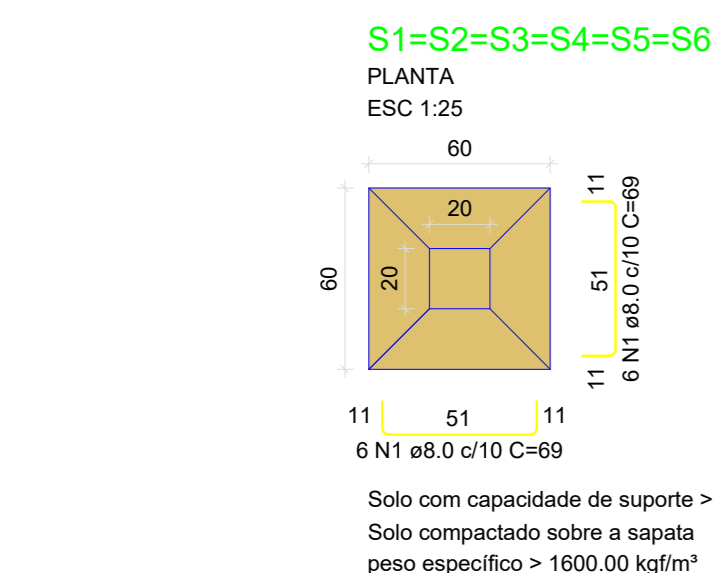 S1=S2=S3=S4=S5=S6
PLANTA
ESC 1:25
60
20
60
20
11
51
11
6 N1 ø8.0 c/10 C=69
11
51
11
6 N1 ø8.0 c/10 C=69
Solo com capacidade de suporte >
Solo compactado sobre a sapata
peso específico > 1600.00 kgf/m³